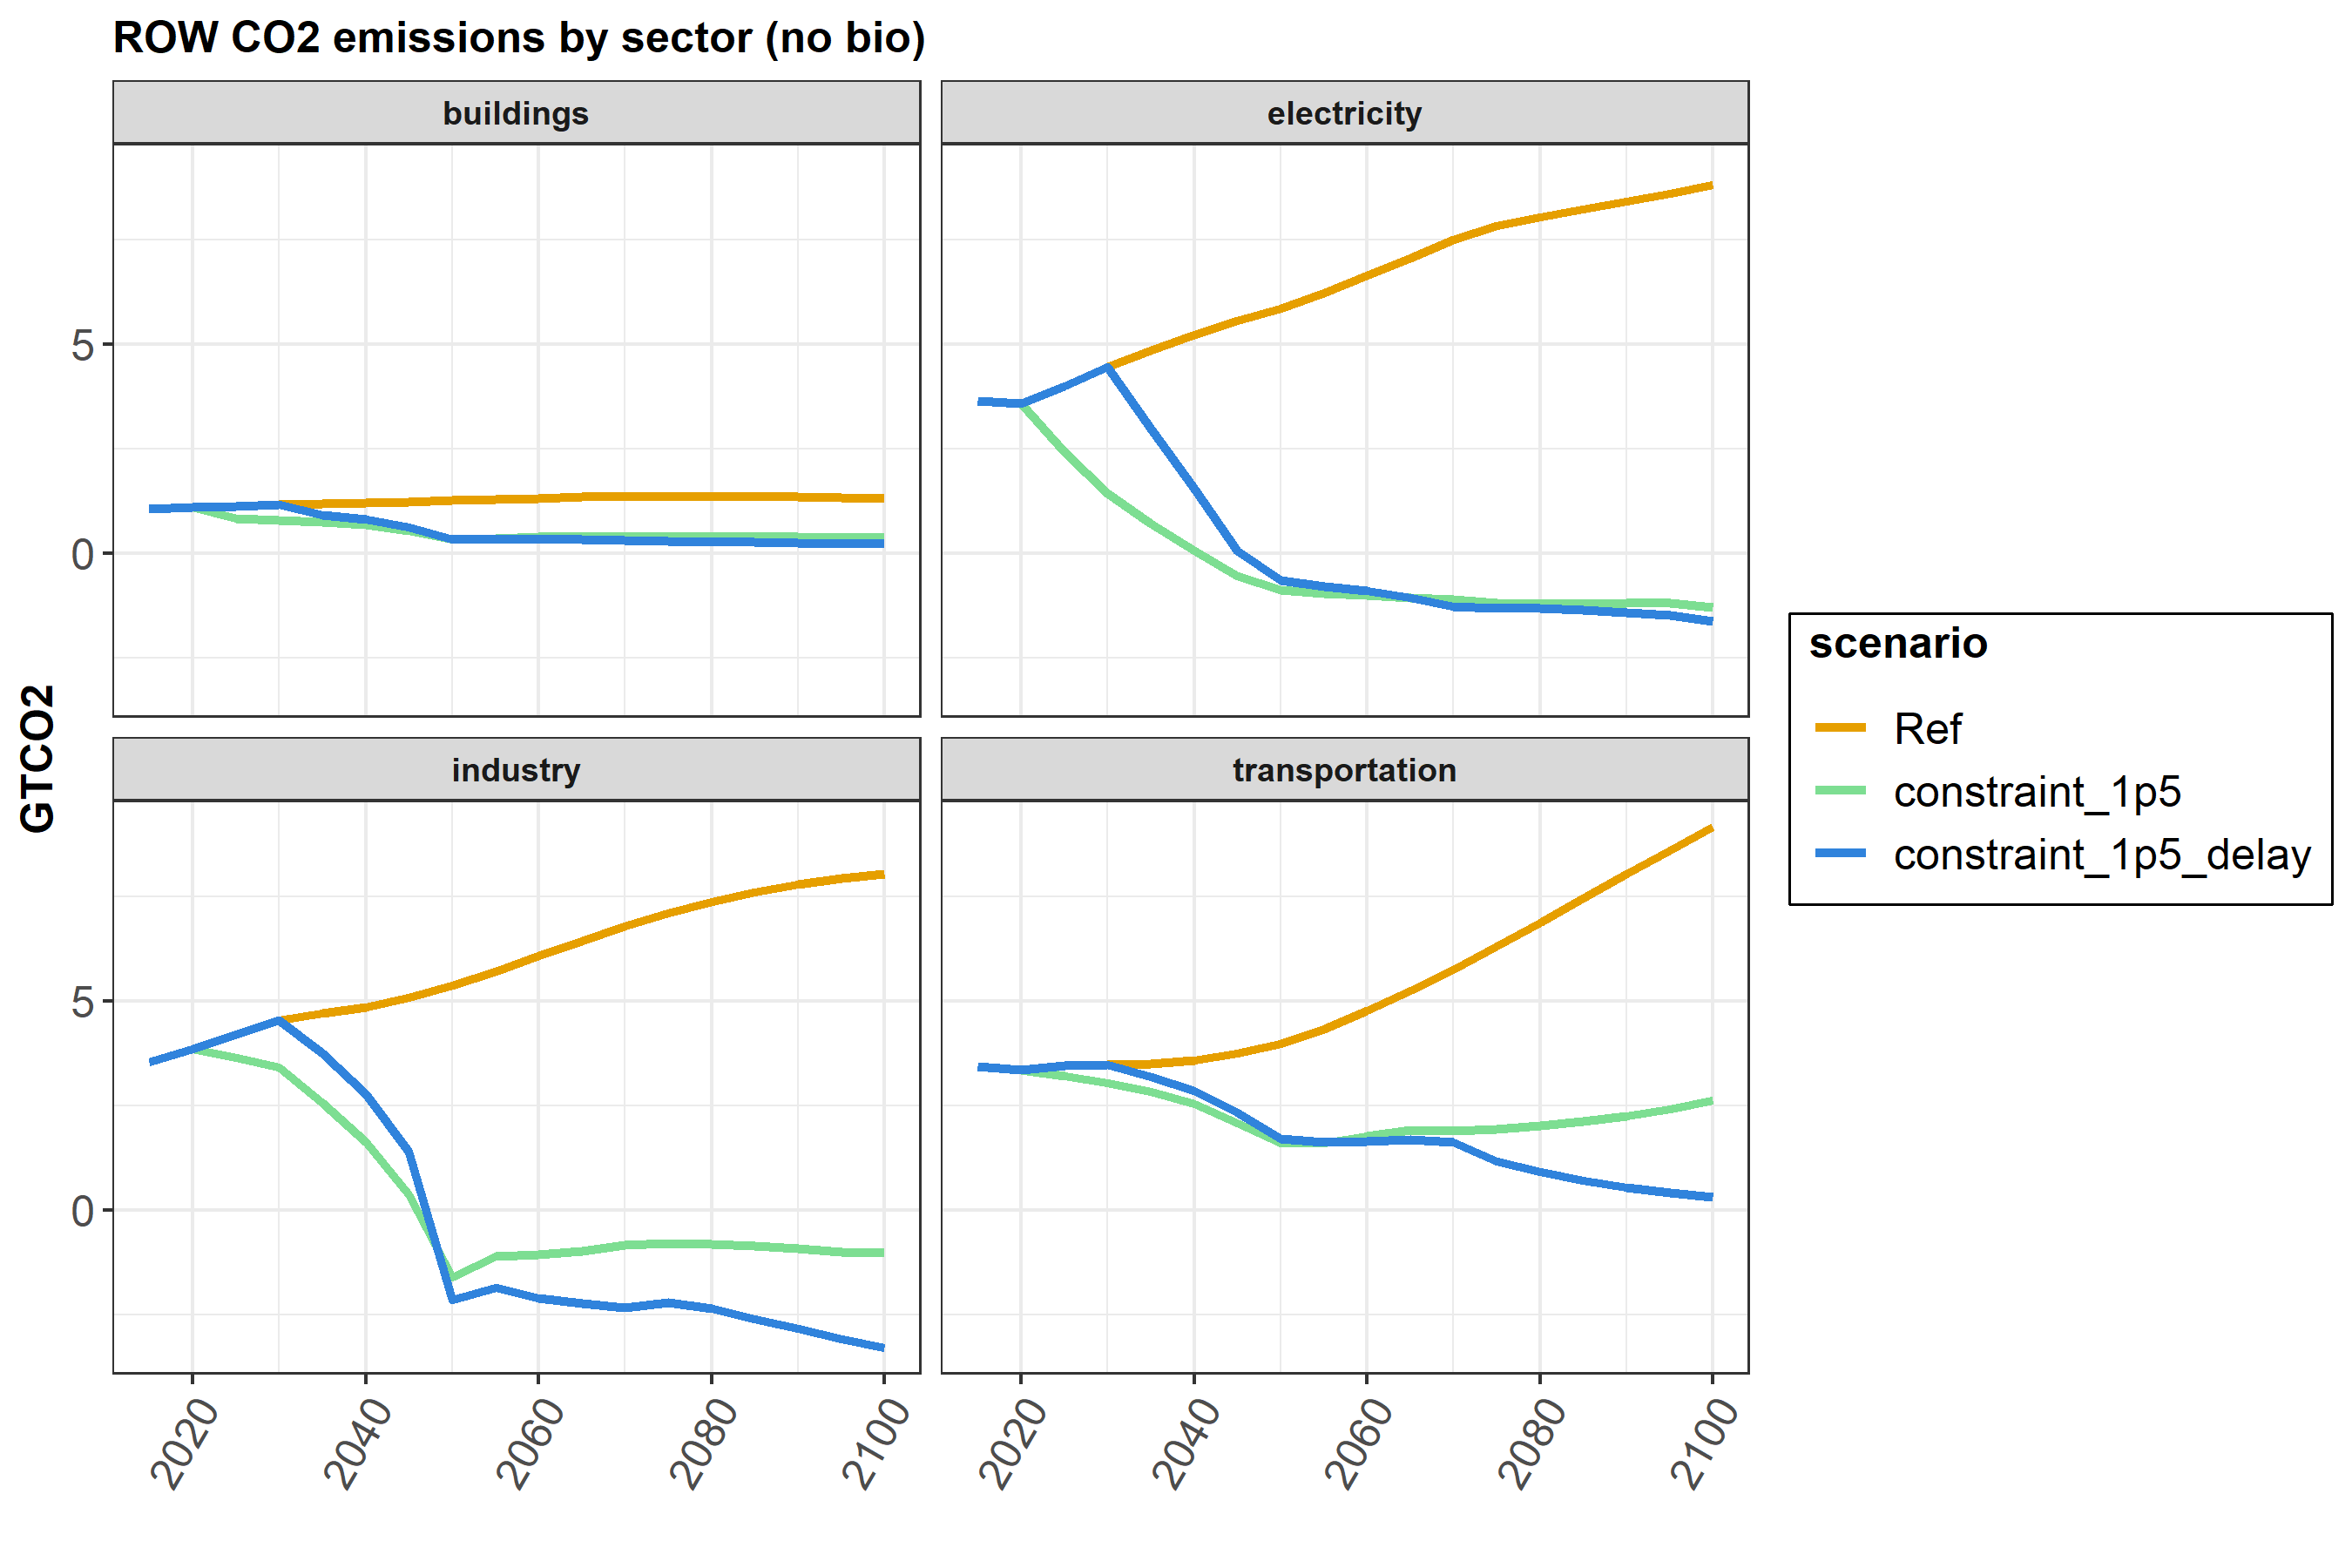 ROW CO2 emissions by sector (no bio)
buildings
electricity
5
0
GTCO2
industry
transportation
5
0
2020
2040
2060
2080
2100
2020
2040
2060
2080
2100
scenario
Ref
constraint_1p5
constraint_1p5_delay